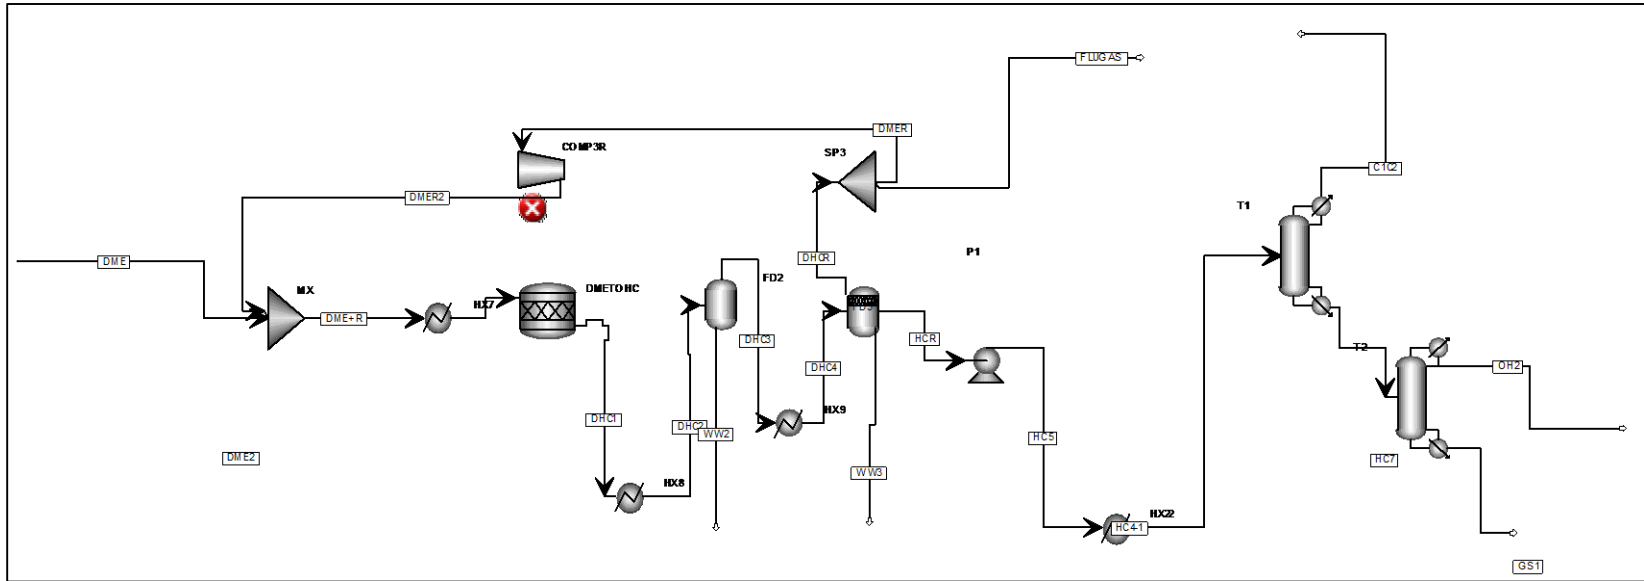 FLUGAS
DMER
COMP3R
SP3
C1C2
DMER2
T1
P1
DME
DHCR
FD2
DMETOHC
MX
HX7
FD3
DME+R
HCR
DHC3
T2
DHC4
OH2
HX9
DHC1
DHC2
WW2
HC5
DME2
HC7
WW3
HX8
HX22
HC4-1
GS1